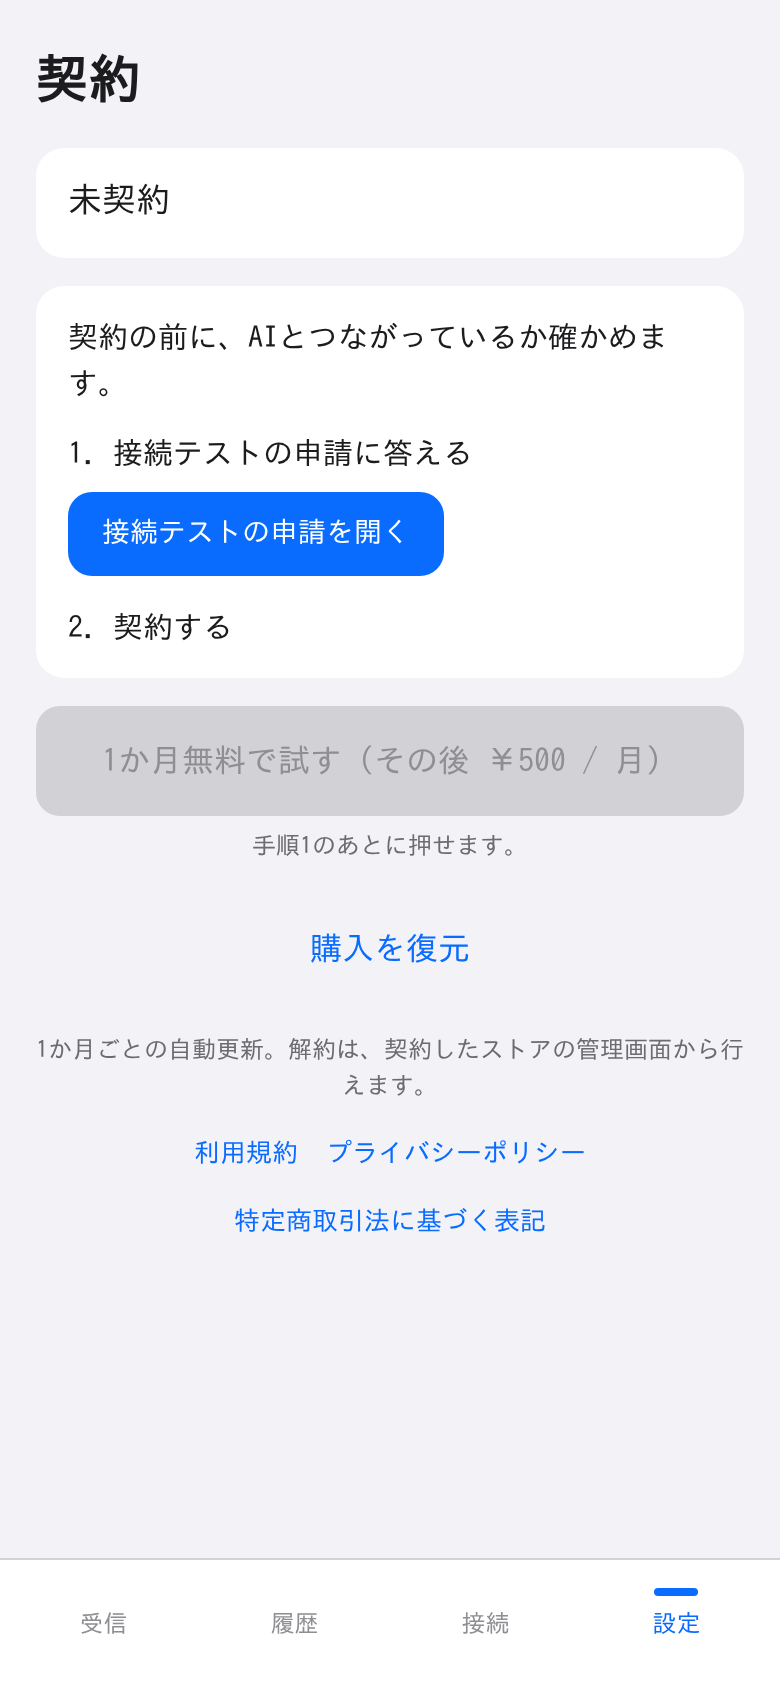 契約
未契約
契約の前に、AIとつながっているか確かめま
す。
1. 接続テストの申請に答える
接続テストの申請を開く
2. 契約する
1か月無料で試す（その後 ¥500 / 月）
手順1のあとに押せます。
購入を復元
1か月ごとの自動更新。解約は、契約したストアの管理画面から行
えます。
利用規約 プライバシーポリシー
特定商取引法に基づく表記
受信 履歴 接続 設定